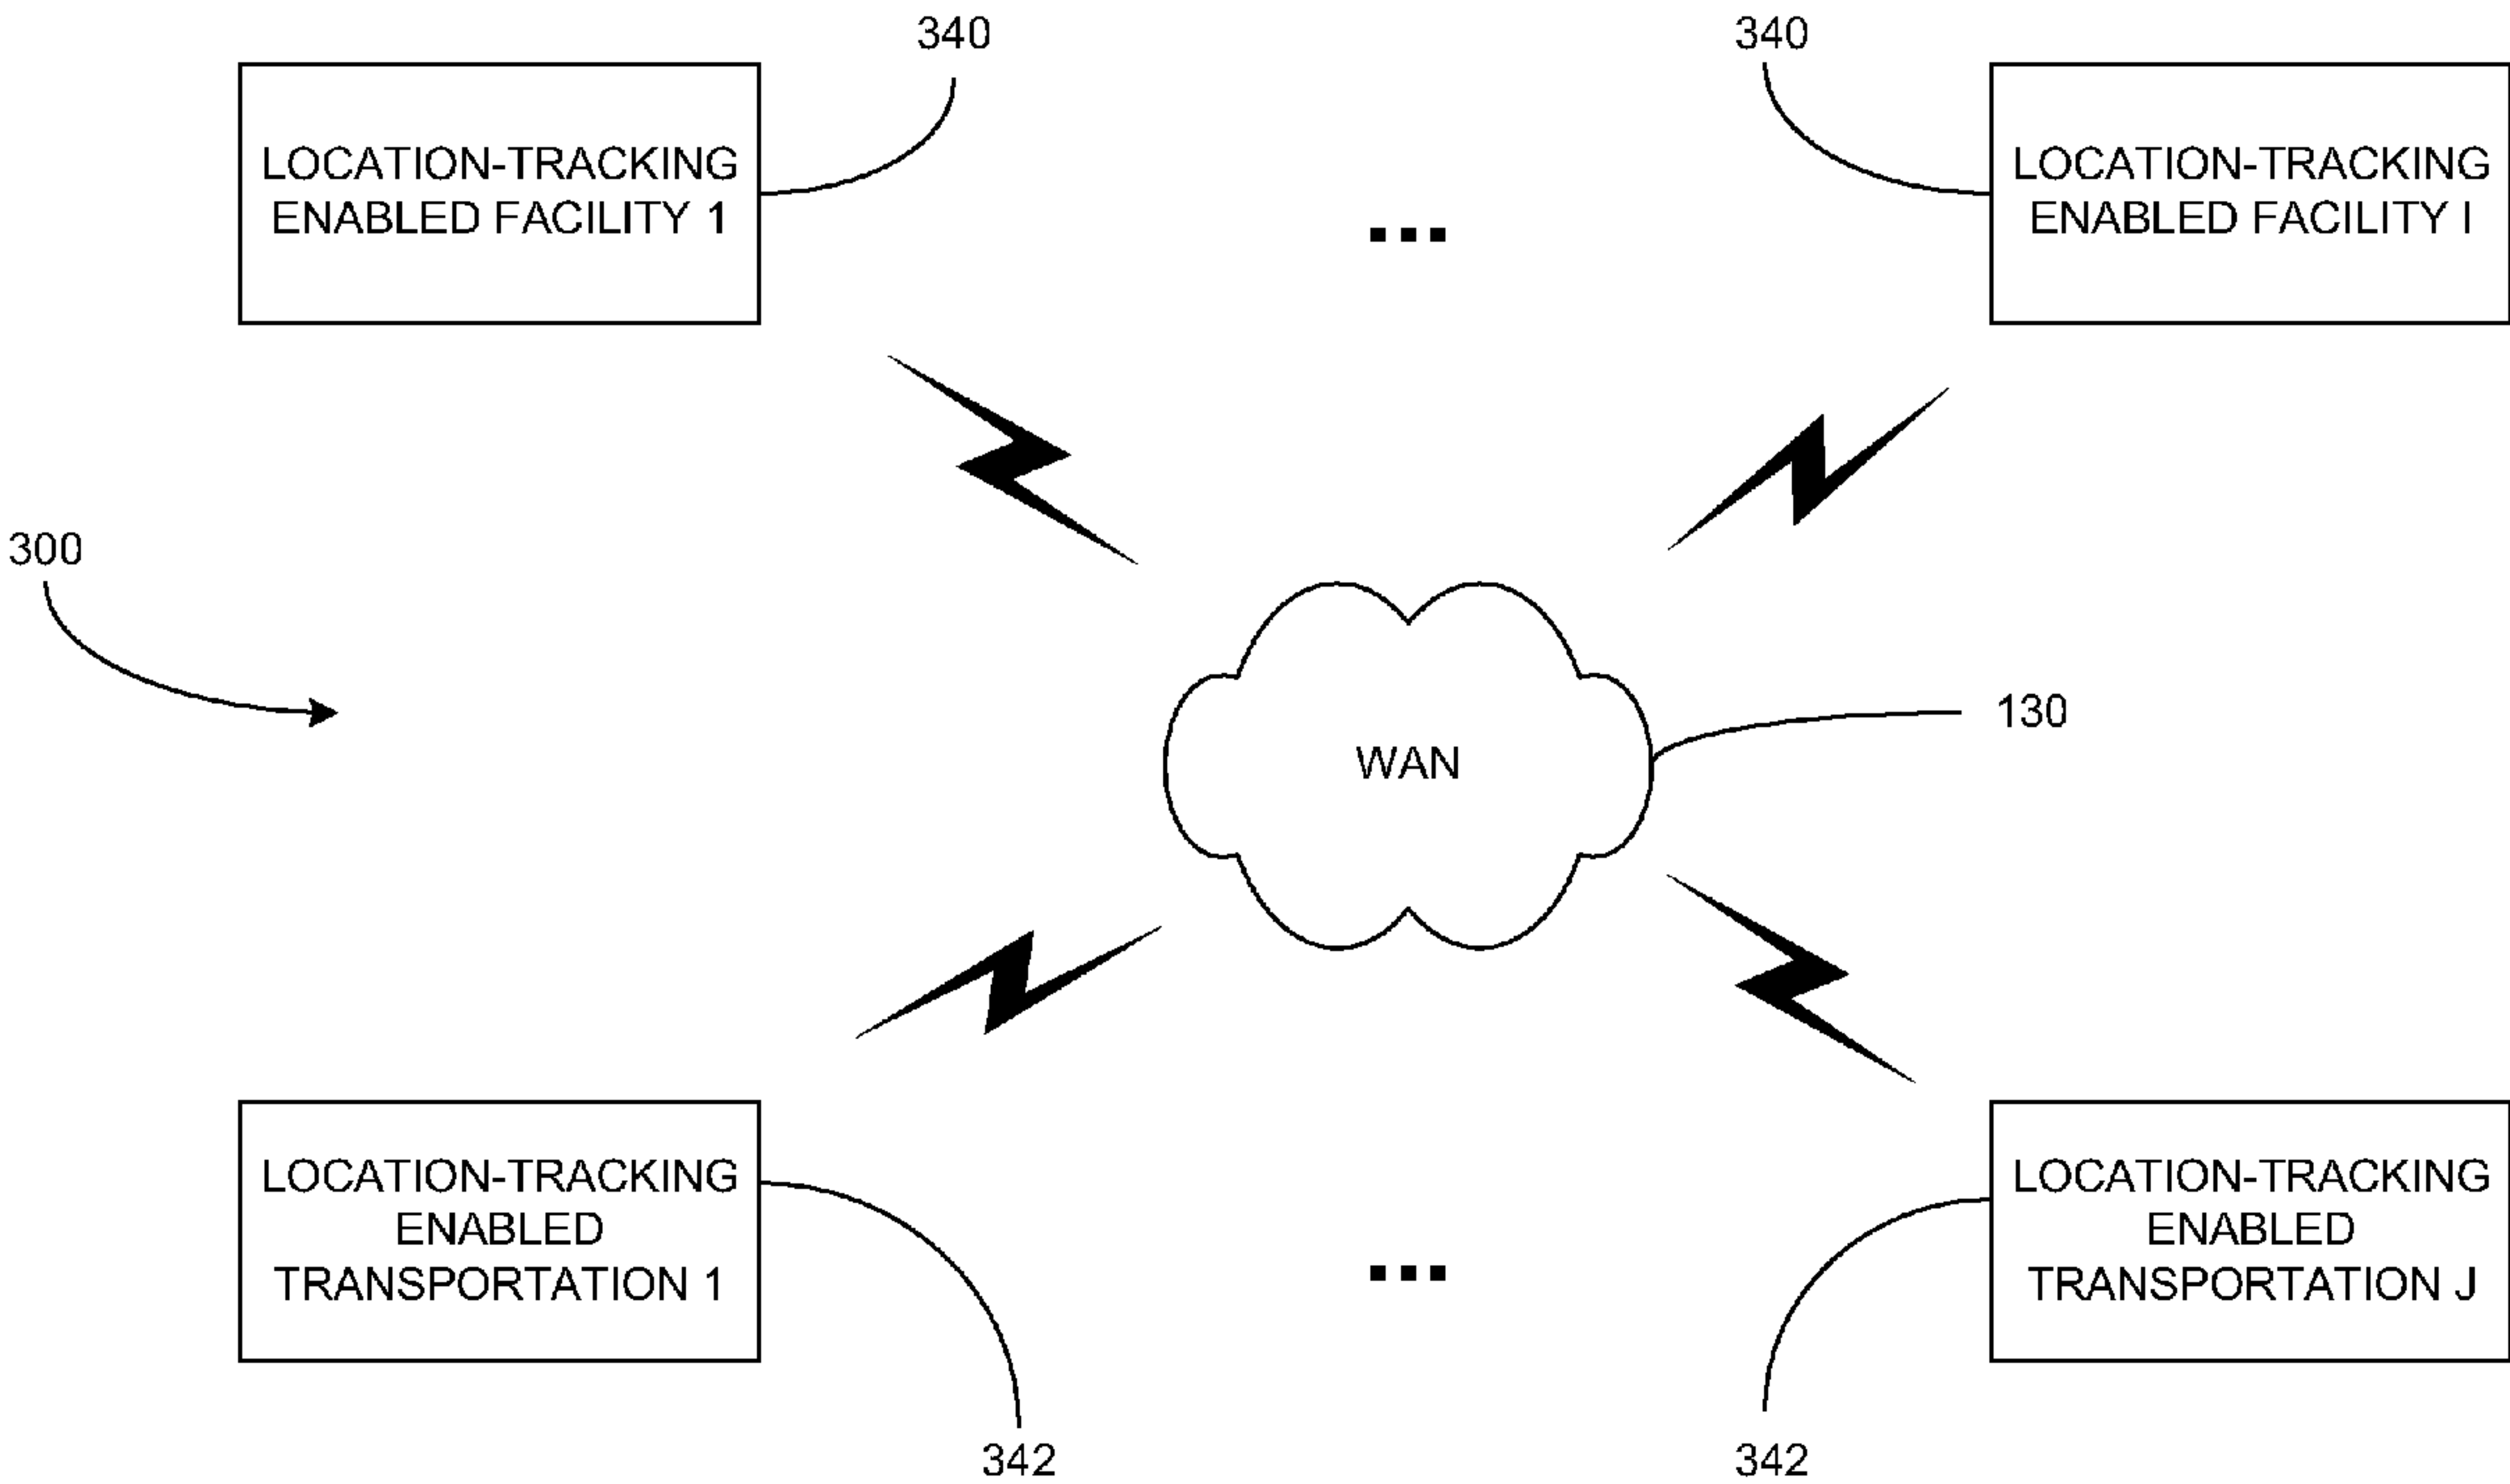 340
340
LOCATION-TRACKING
ENABLED FACILITY 1
LOCATION-TRACKING
ENABLED FACILITY I
...
300
WAN
130
LOCATION-TRACKING
ENABLED
TRANSPORTATION 1
...
LOCATION-TRACKING
ENABLED
TRANSPORTATION J
342
342